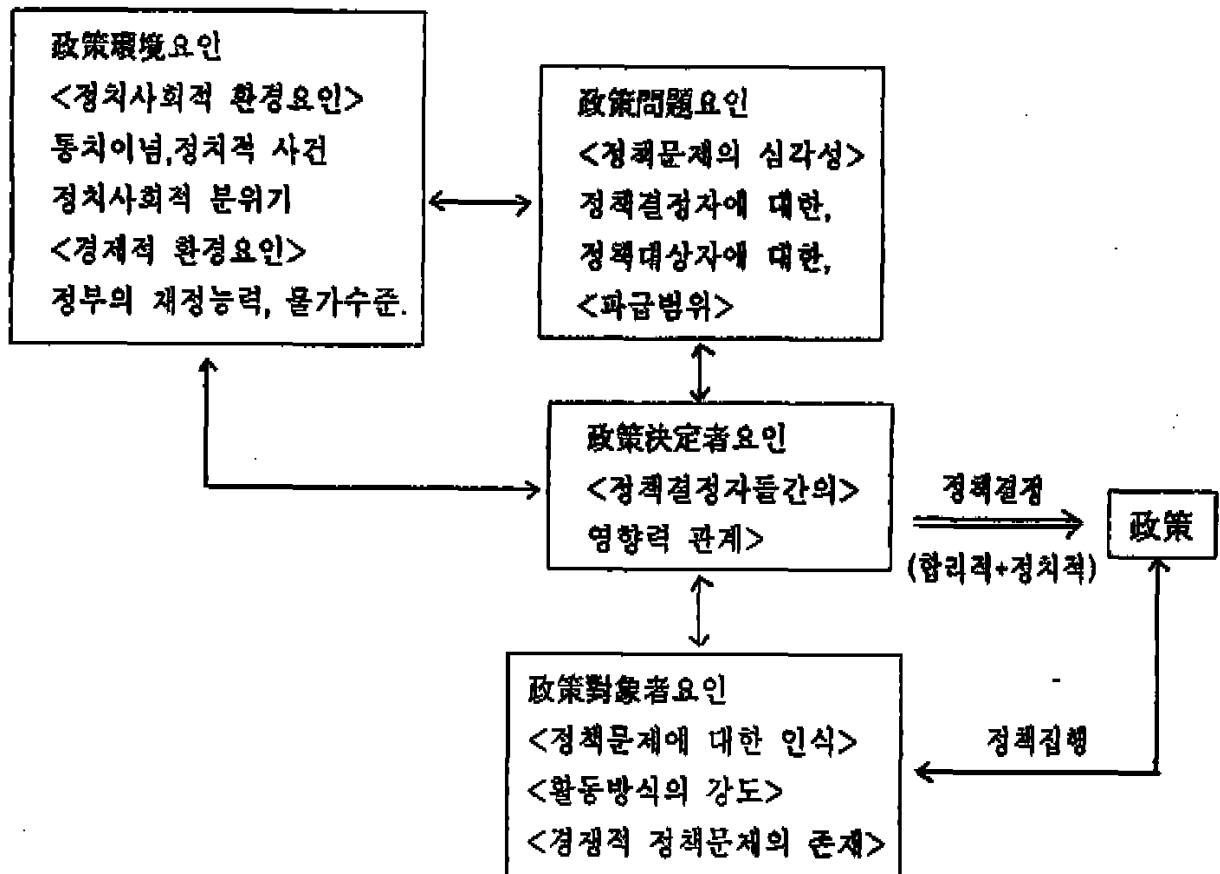 政策環境요인
<정치사회적 환경요인>
통치이념,정치적 사건
정치사회적 분위기
<경제적 환경요인>
정부의 재정능력, 물가수준.
政策問題요인
<정책문제의 심각성>
정책결정자에 대한,
정책대상자에 대한,
<파급범위>
政策決定者요인
<정책결정자들간의>
영향력 관계>
정책결정
(합리적+정치적)
政策
政策對象者요인
<정책문제에 대한 인식>
<활동방식의 강도>
<경쟁적 정책문제의 존재>
정책집행